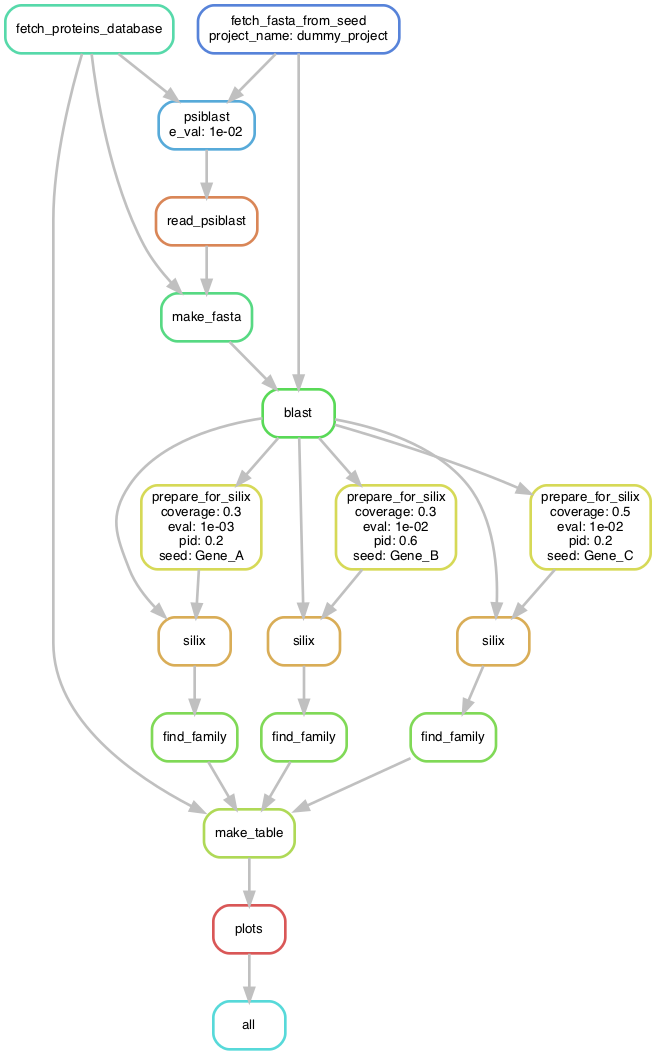 fetch_proteins_database
fetch_fasta_from_seed
project_name: dummy_project
psiblast
e_val: 1e-02
read_psiblast
make_fasta
blast
prepare_for_silix
coverage: 0.3
eval: 1e-03
pid: 0.2
seed: Gene_A
prepare_for_silix
coverage: 0.3
eval: 1e-02
pid: 0.6
seed: Gene_B
prepare_for_silix
coverage: 0.5
eval: 1e-02
pid: 0.2
seed: Gene_C
silix
silix
silix
find_family
find_family
find_family
make_table
plots
all